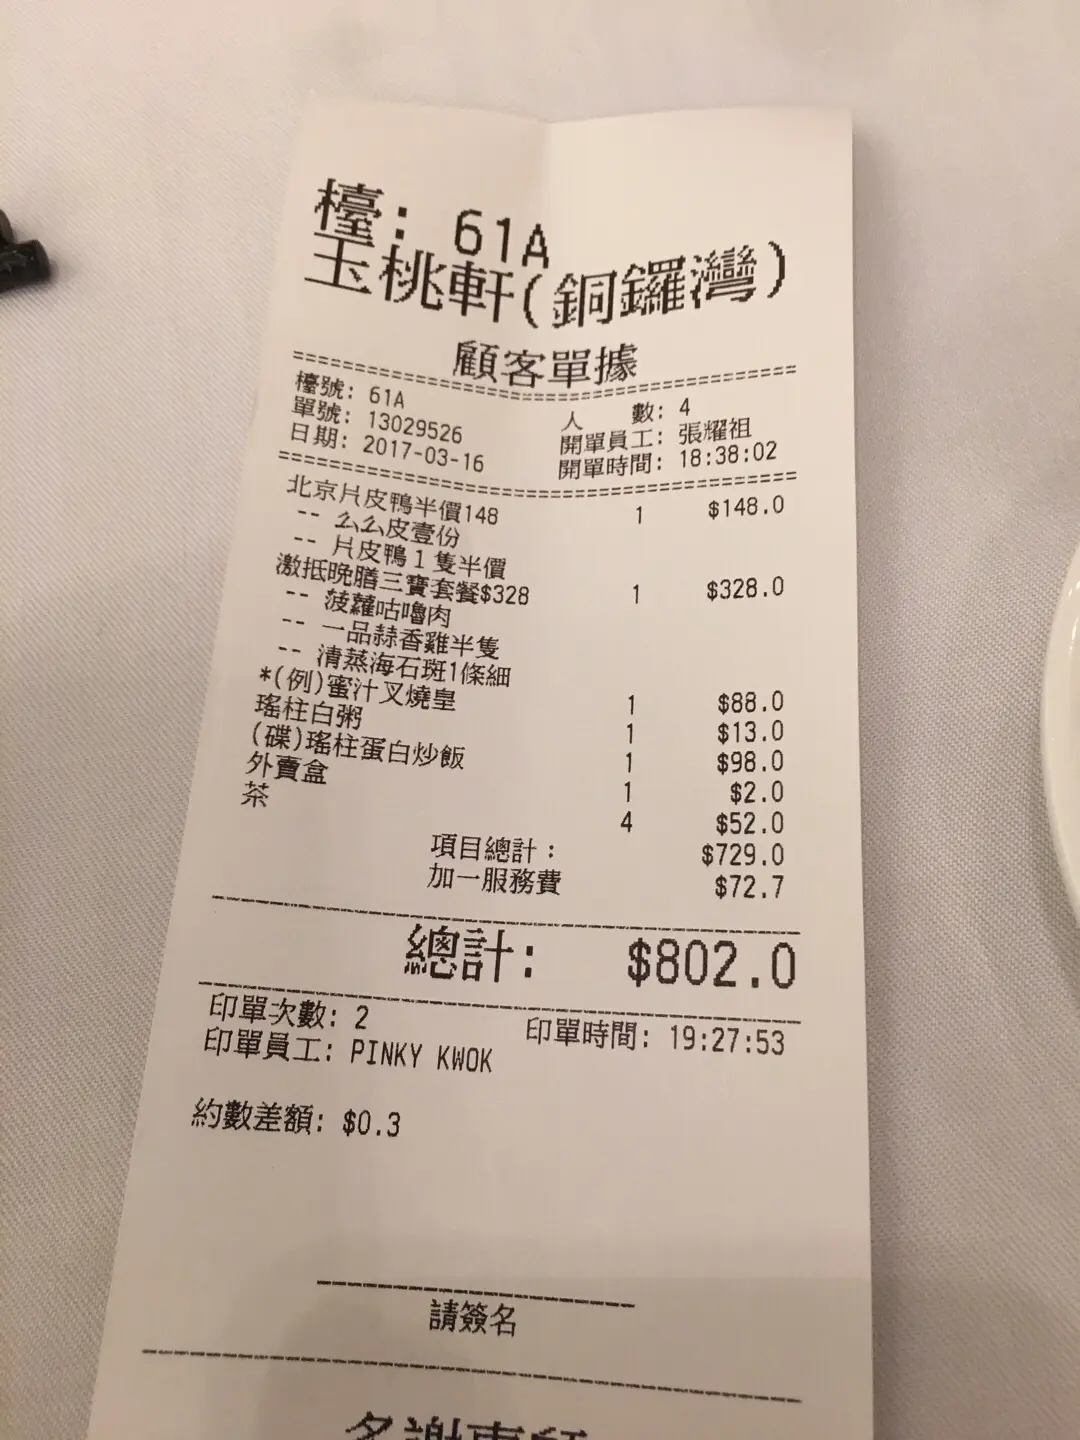 檯: 61A
玉桃軒(銅鑼灣)
顧客單據
檯號: 61A 人 數: 4
單號: 13029526 開單員工: 張耀祖
日期: 2017-03-16 開單時間: 18:38:02
北京片皮鴨半價148 1 $148.0
-- 厶厶皮壹份
-- 片皮鴨1隻半價
激抵晚膳三寶套餐$328 1 $328.0
-- 菠蘿咕嚕肉
-- 一品蒜香雞半隻
-- 清蒸海石斑1條細
*(例)蜜汁叉燒皇 1 $88.0
瑤柱白粥 1 $13.0
(碟)瑤柱蛋白炒飯 1 $98.0
外賣盒 1 $2.0
茶 4 $52.0
項目總計: $729.0
加一服務費 $72.7
總計: $802.0
印單次數: 2 印單時間: 19:27:53
印單員工: PINKY KWOK
約數差額: $0.3
請簽名
多謝惠顧